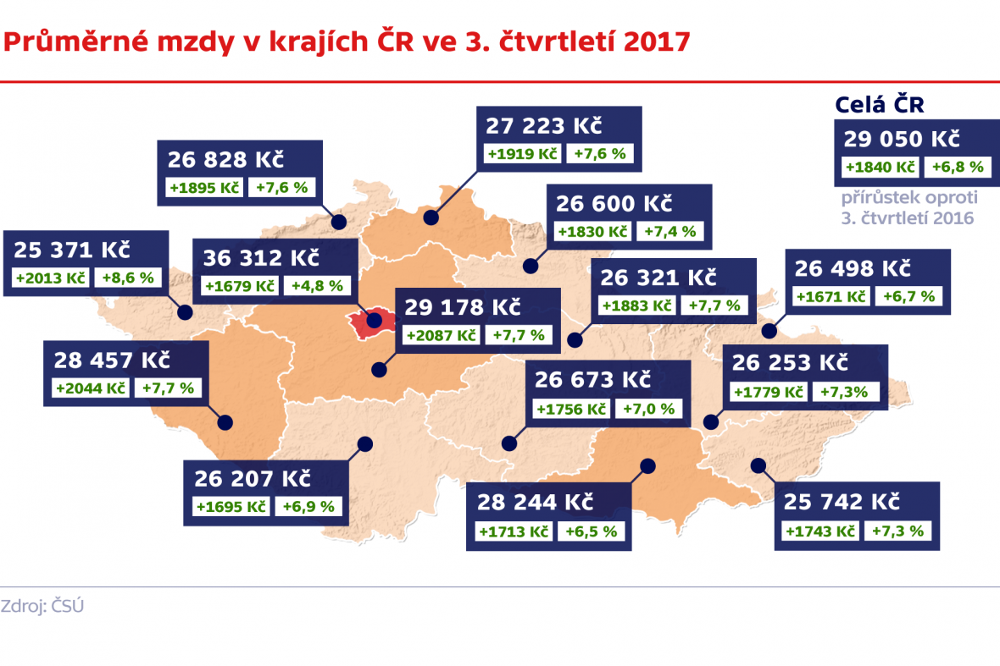 Průměrné mzdy v krajích ČR ve 3. čtvrtletí 2017
Celá ČR
29 050 Kč
+1840 Kč +6,8 %
přírůstek oproti
3. čtvrtletí 2016
27 223 Kč
+1919 Kč +7,6 %
26 828 Kč
+1895 Kč +7,6 %
26 600 Kč
+1830 Kč +7,4 %
25 371 Kč
+2013 Kč +8,6 %
36 312 Kč
+1679 Kč +4,8 %
26 321 Kč
+1883 Kč +7,7 %
26 498 Kč
+1671 Kč +6,7 %
29 178 Kč
+2087 Kč +7,7 %
28 457 Kč
+2044 Kč +7,7 %
26 673 Kč
+1756 Kč +7,0 %
26 253 Kč
+1779 Kč +7,3%
26 207 Kč
+1695 Kč +6,9 %
28 244 Kč
+1713 Kč +6,5 %
25 742 Kč
+1743 Kč +7,3 %
Zdroj: ČSÚ